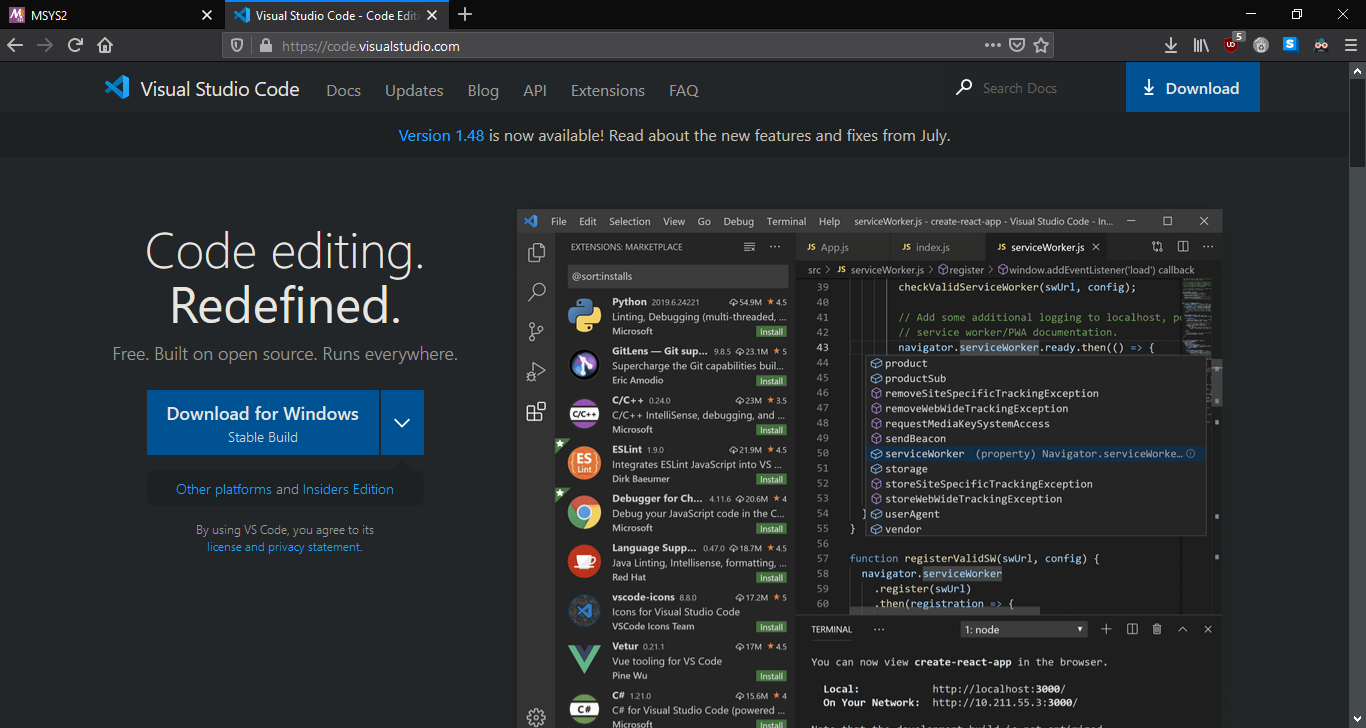 MSYS2
Visual Studio Code - Code Edit
https://code.visualstudio.com
5
Visual Studio Code
Docs
Updates
Blog
API
Extensions
FAQ
Search Docs
Download
Version 1.48 is now available! Read about the new features and fixes from July.
Code editing.
Redefined.
Free. Built on open source. Runs everywhere.
Download for Windows
Stable Build
Other platforms and Insiders Edition
By using VS Code, you agree to its
license and privacy statement.
File Edit Selection View Go Debug Terminal Help serviceWorker.js - create-react-app - Visual Studio Code - In...
EXTENSIONS: MARKETPLACE
@sort:installs
Python 2019.6.24221 54.9M 4.5
Linting, Debugging (multi-threaded, ...
Microsoft Install
GitLens — Git sup... 9.8.5 23.1M 5
Supercharge the Git capabilities buil...
Eric Amodio Install
C/C++
C/C++ 0.24.0 23M 3.5
C/C++ IntelliSense, debugging, and ...
Microsoft Install
ES
Lint
ESLint 1.9.0 21.9M 4.5
Integrates ESLint JavaScript into VS ...
Dirk Baeumer Install
Debugger for Ch... 4.11.6 20.6M 4
Debug your JavaScript code in the C...
Microsoft Install
Language Supp... 0.47.0 18.7M 4.5
Java Linting, Intellisense, formatting, ...
Red Hat Install
vscode-icons 8.8.0 17.2M 5
Icons for Visual Studio Code
VSCode Icons Team Install
Vetur 0.21.1 17M 4.5
Vue tooling for VS Code
Pine Wu Install
C#
C# 1.21.0 15.6M 4
C# for Visual Studio Code (powered ...
Microsoft Install
JS App.js
JS index.js
JS serviceWorker.js
src > JS serviceWorker.js > register > window.addEventListener('load') callback
39 checkValidServiceWorker(swUrl, config);
40
41 // Add some additional logging to localhost, p
42 // service worker/PWA documentation.
43 navigator.serviceWorker.ready.then(() => {
44 product
45 productSub
46 removeSiteSpecificTrackingException
47 removeWebWideTrackingException
48 requestMediaKeySystemAccess
49 sendBeacon
50 serviceWorker (property) Navigator.serviceWorke...
51 storage
52 storeSiteSpecificTrackingException
53 storeWebWideTrackingException
54 } userAgent
55 } vendor
56
57 function registerValidSW(swUrl, config) {
58 navigator.serviceWorker
59 .register(swUrl)
60 .then(registration => {
TERMINAL ... 1: node
You can now view create-react-app in the browser.
Local: http://localhost:3000/
On Your Network: http://10.211.55.3:3000/
Note that the development build is not optimized.